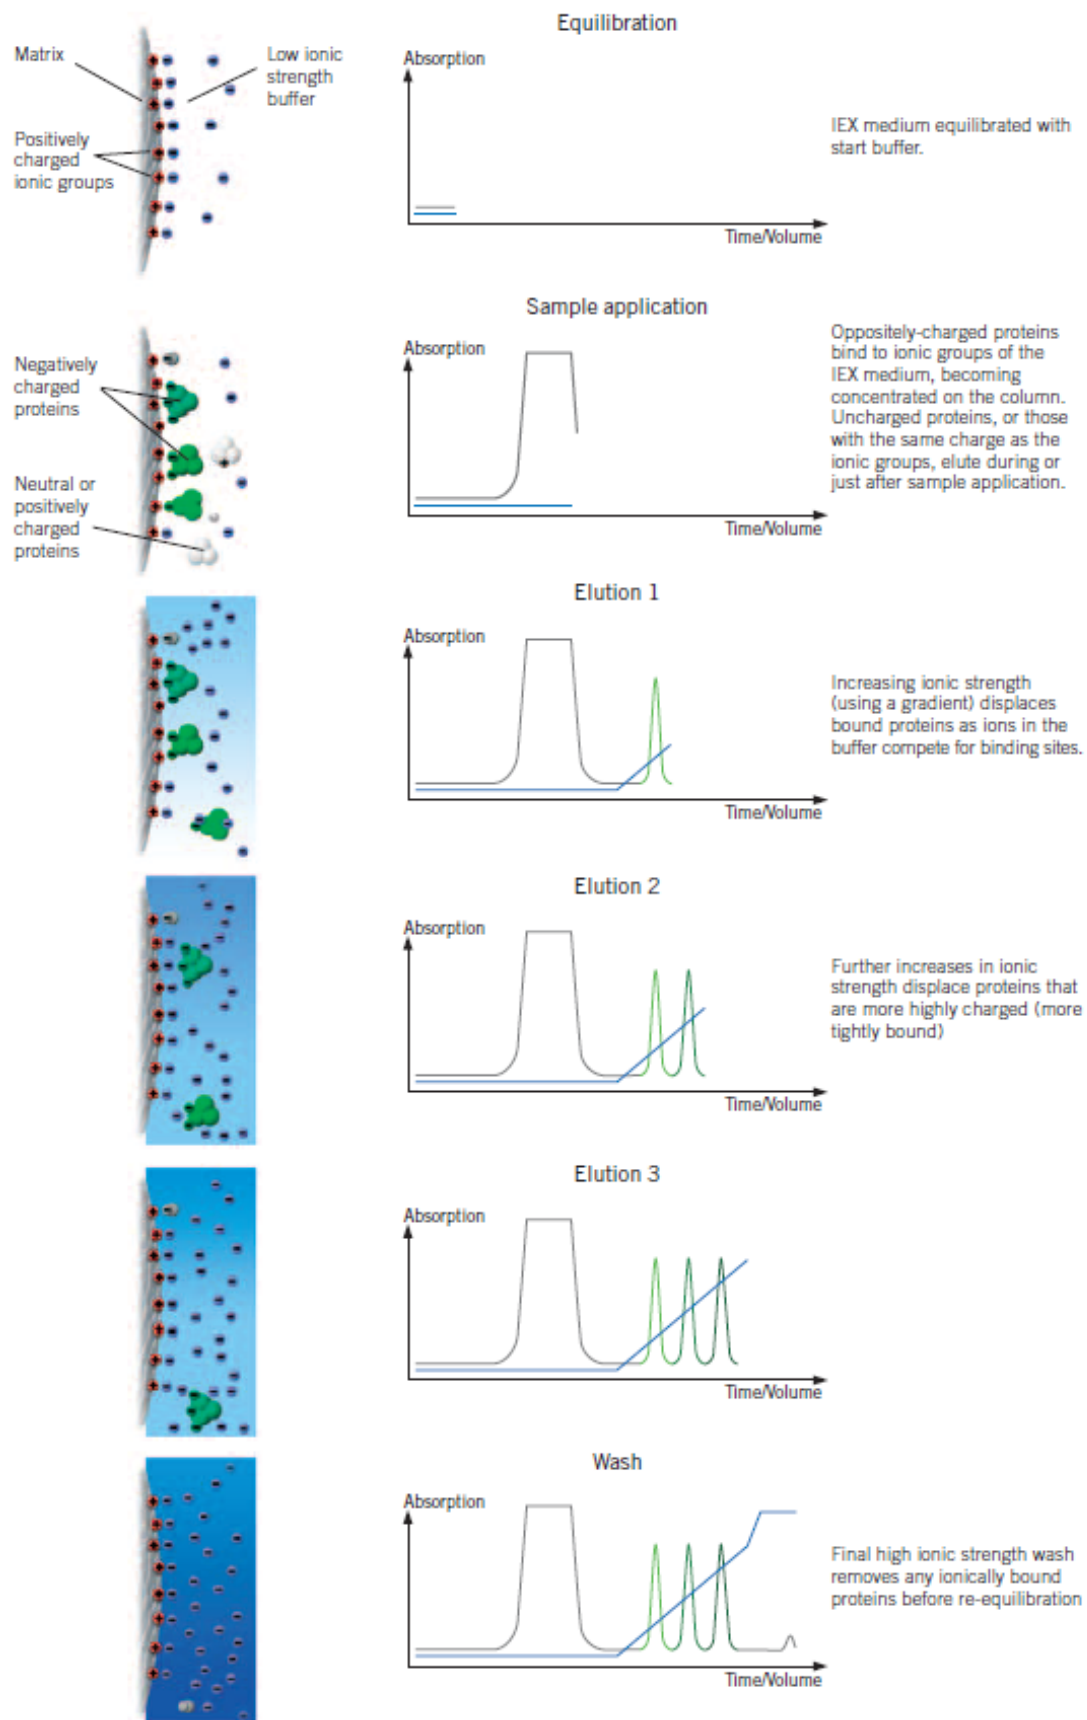 Equilibration
Matrix
Low ionic
strength
buffer
Positively
charged
ionic groups
Absorption
Time/Volume
IEX medium equilibrated with
start buffer.
Sample application
Negatively
charged
proteins
Neutral or
positively
charged
proteins
Absorption
Time/Volume
Oppositely-charged proteins
bind to ionic groups of the
IEX medium, becoming
concentrated on the column.
Uncharged proteins, or those
with the same charge as the
ionic groups, elute during or
just after sample application.
Elution 1
Absorption
Time/Volume
Increasing ionic strength
(using a gradient) displaces
bound proteins as ions in the
buffer compete for binding sites.
Elution 2
Absorption
Time/Volume
Further increases in ionic
strength displace proteins that
are more highly charged (more
tightly bound)
Elution 3
Absorption
Time/Volume
Wash
Absorption
Time/Volume
Final high ionic strength wash
removes any ionically bound
proteins before re-equilibration